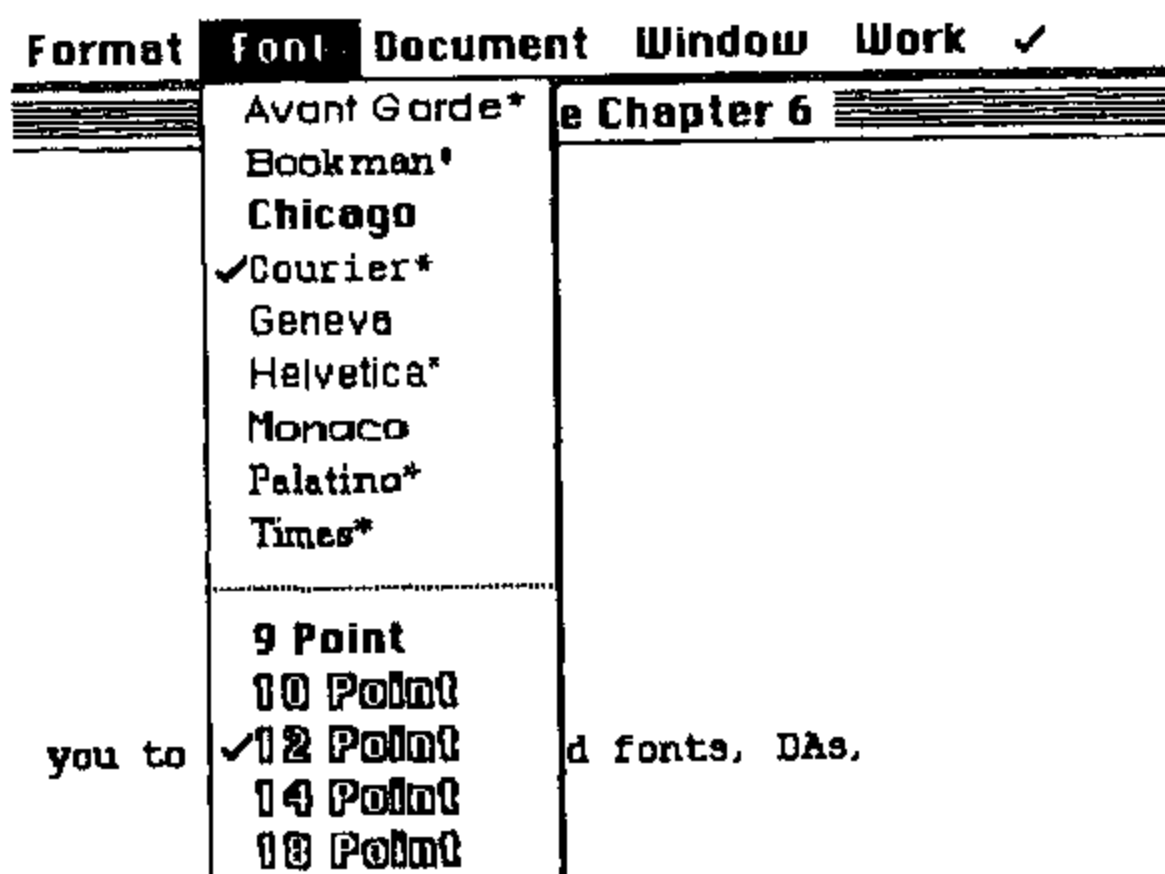 Format Font Document Window Work ✓
e Chapter 6
Avant Garde*
Bookman*
Chicago
✓Courier*
Geneva
Helvetica*
Monaco
Palatino*
Times*
9 Point
10 Point
✓12 Point
14 Point
18 Point
you to d fonts, DAs,